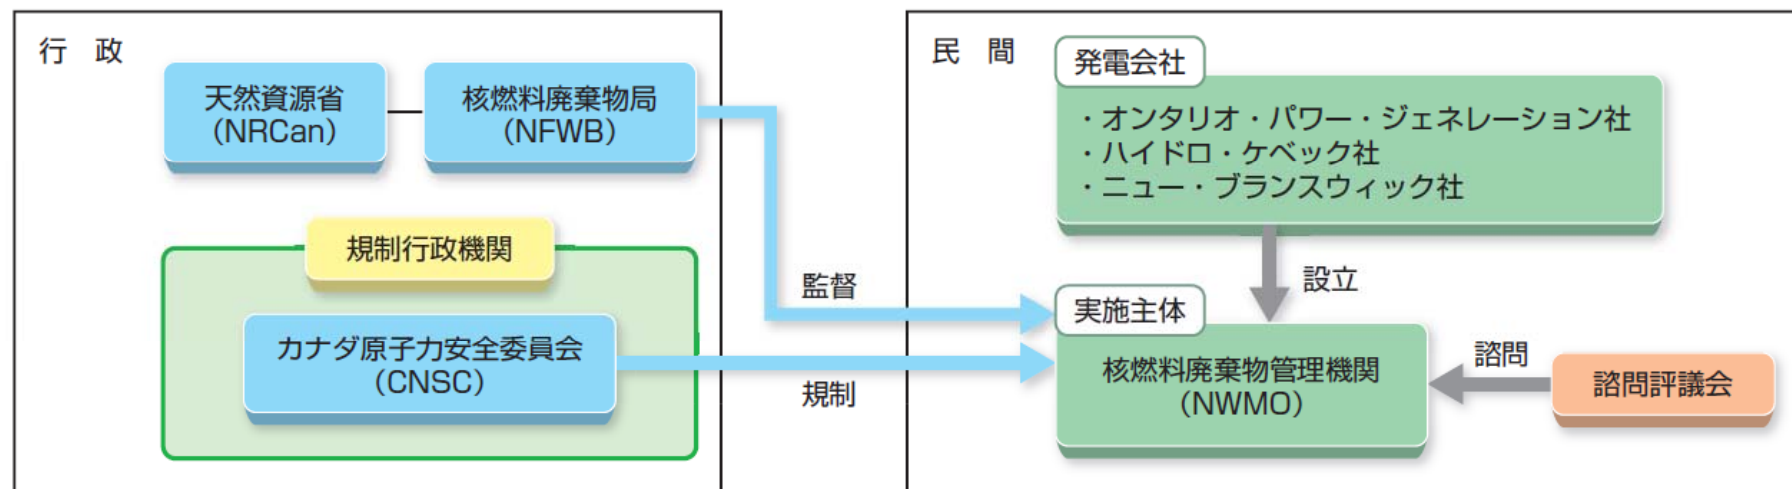 行 政
天然資源省
(NRCan)
核燃料廃棄物局
(NFWB)
規制行政機関
カナダ原子力安全委員会
(CNSC)
監督
規制
民 間
発電会社
・オンタリオ・パワー・ジェネレーション社
・ハイドロ・ケベック社
・ニュー・ブランスウィック社
設立
実施主体
核燃料廃棄物管理機関
(NWMO)
諮問
諮問評議会